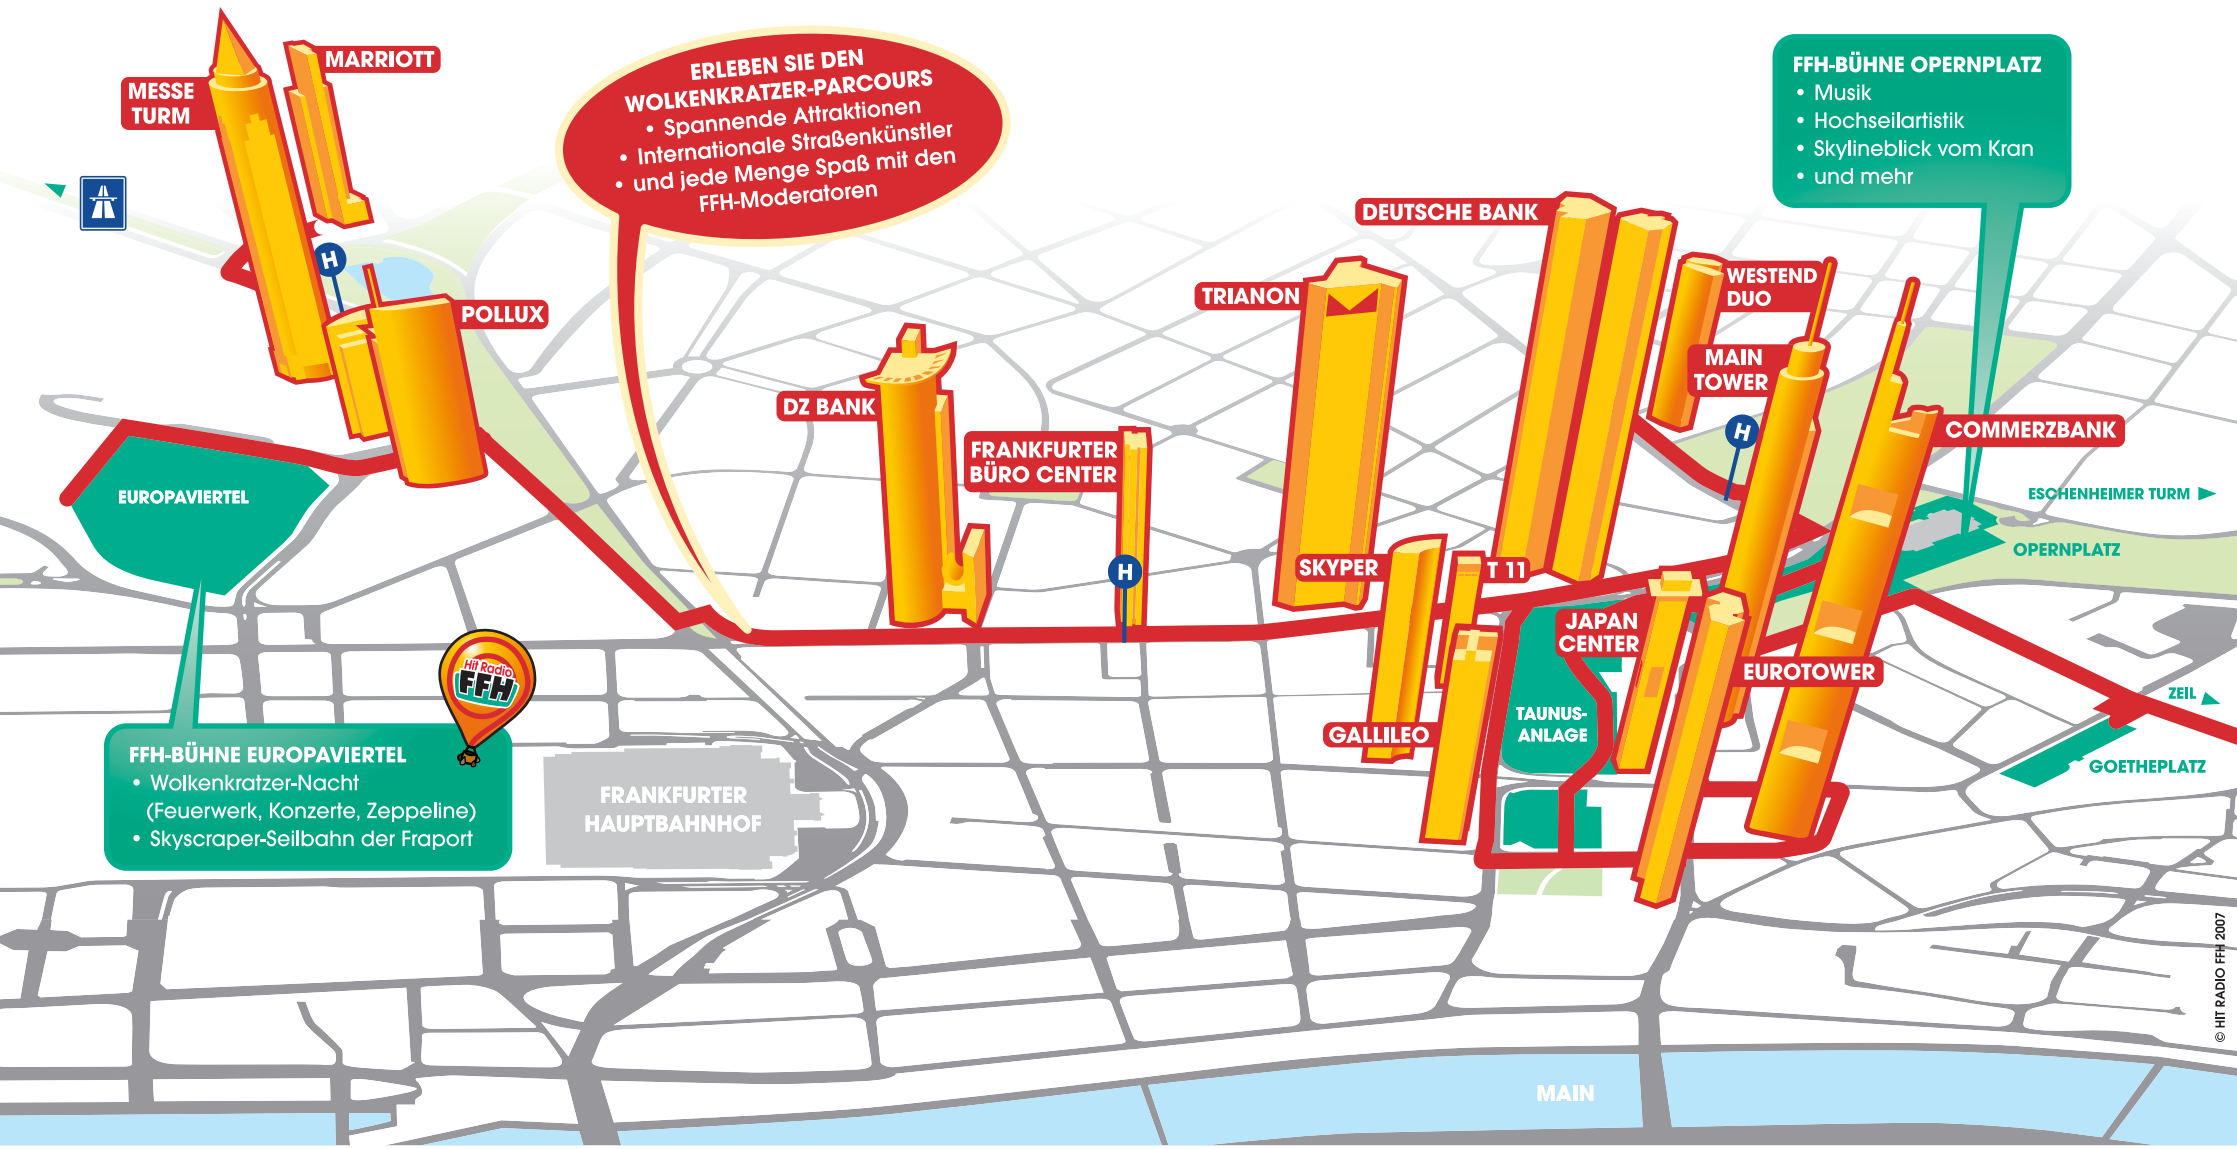 MARRIOTT
MESSE
TURM
ERLEBEN SIE DEN
WOLKENKRATZER-PARCOURS
• Spannende Attraktionen
• Internationale Straßenkünstler
• und jede Menge Spaß mit den
FFH-Moderatoren
FFH-BÜHNE OPERNPLATZ
• Musik
• Hochseilartistik
• Skylineblick vom Kran
• und mehr
H
POLLUX
DEUTSCHE BANK
TRIANON
WESTEND
DUO
MAIN
TOWER
DZ BANK
FRANKFURTER
BÜRO CENTER
H
COMMERZBANK
EUROPAVIERTEL
ESCHENHEIMER TURM
OPERNPLATZ
SKYPER
T 11
H
JAPAN
CENTER
EUROTOWER
ZEIL
TAUNUS-
ANLAGE
GALLILEO
GOETHEPLATZ
Hit Radio
FFH
FFH-BÜHNE EUROPAVIERTEL
• Wolkenkratzer-Nacht
(Feuerwerk, Konzerte, Zeppeline)
• Skyscraper-Seilbahn der Fraport
FRANKFURTER
HAUPTBAHNHOF
MAIN
© HIT RADIO FFH 2007